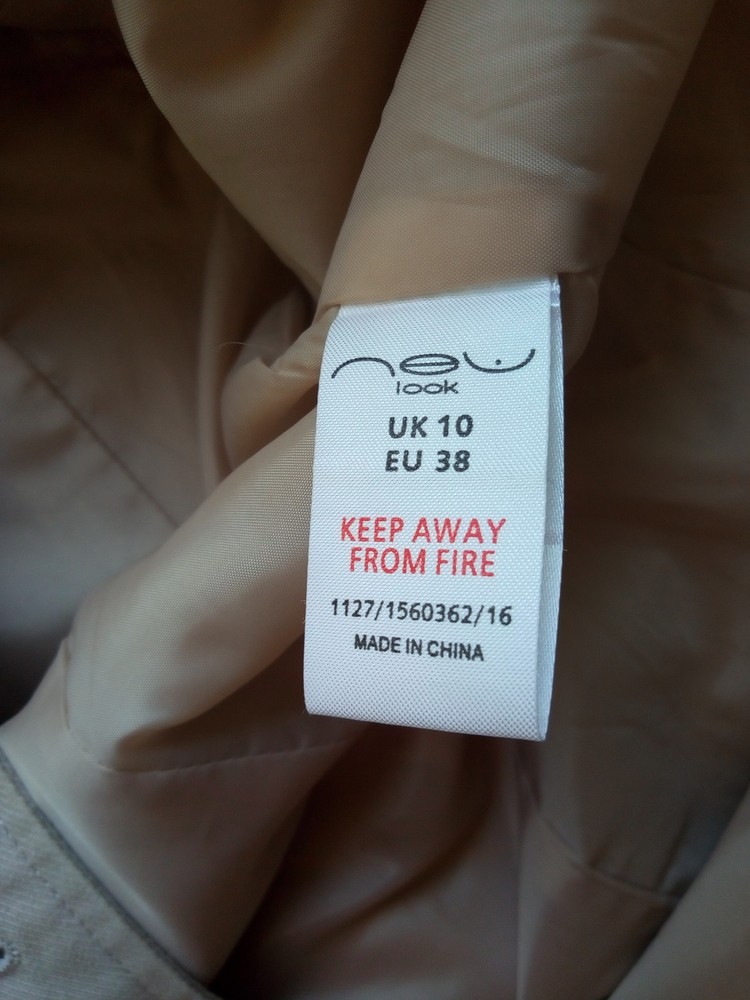 new
look
UK 10
EU 38
KEEP AWAY
FROM FIRE
1127/1560362/16
MADE IN CHINA